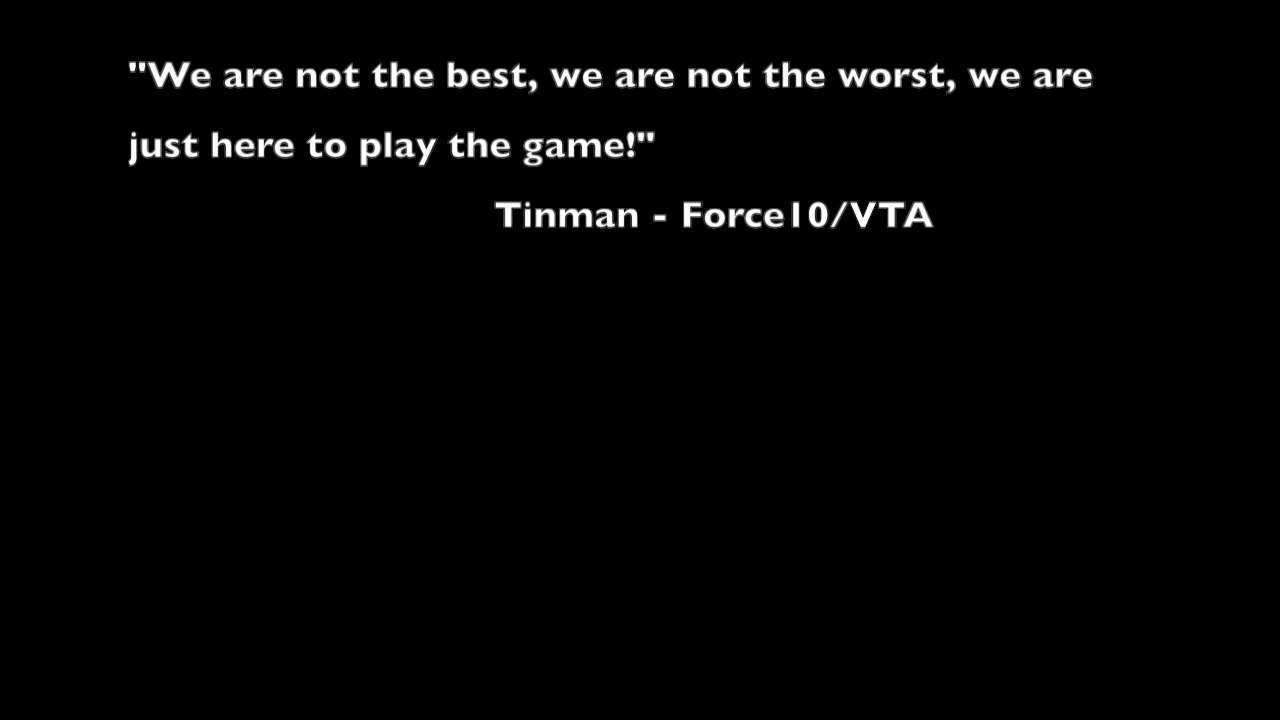 "We are not the best, we are not the worst, we are
just here to play the game!"
Tinman - Force10/VTA